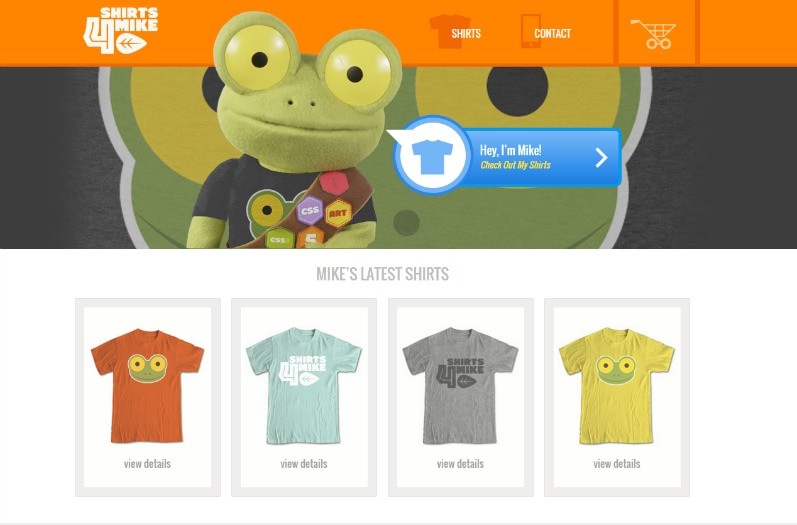 SHIRTS
4 MIKE
SHIRTS
CONTACT
Hey, I'm Mike!
Check Out My Shirts
CSS
ART
CSS
5
MIKE'S LATEST SHIRTS
SHIRTS
4 MIKE
SHIRTS
4 MIKE
view details
view details
view details
view details